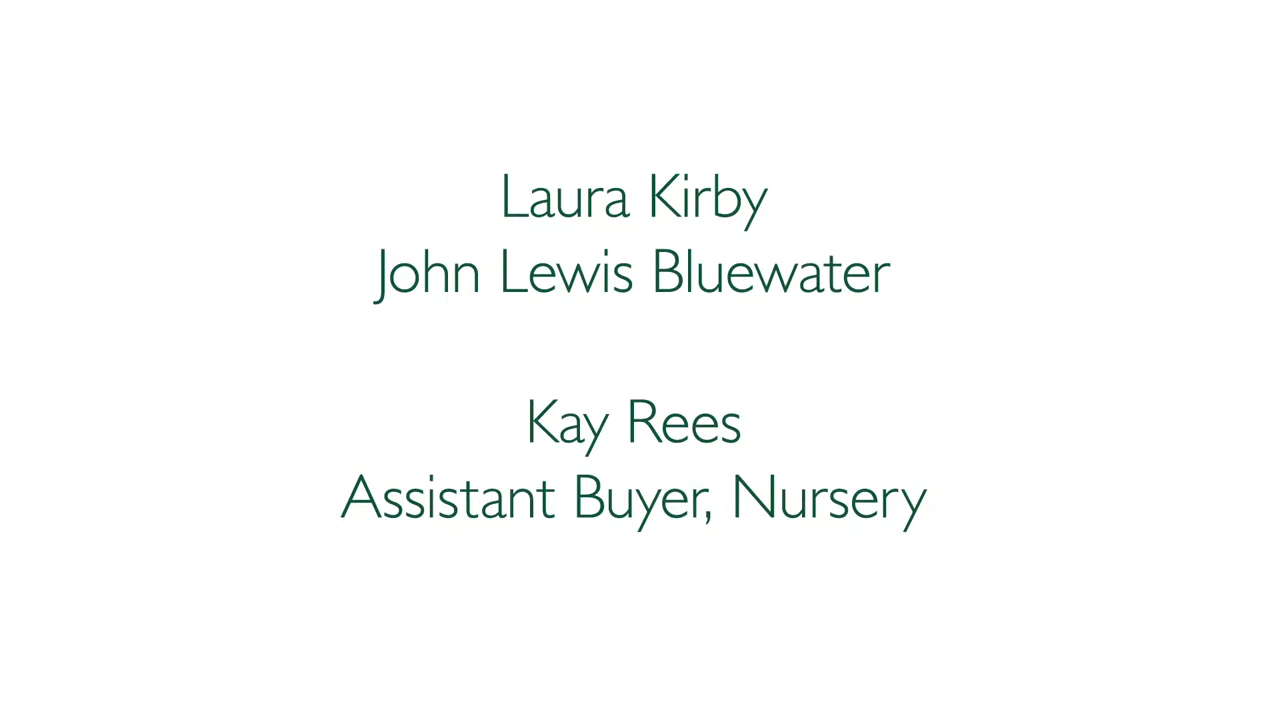 Laura Kirby
John Lewis Bluewater
Kay Rees
Assistant Buyer, Nursery